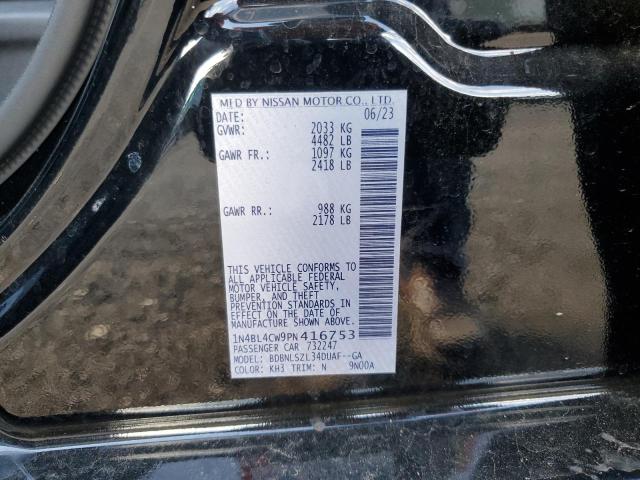 MFD BY NISSAN MOTOR CO., LTD.
DATE: 06/23
GVWR: 2033 KG
4482 LB
GAWR FR.: 1097 KG
2418 LB
GAWR RR.: 988 KG
2178 LB
THIS VEHICLE CONFORMS TO
ALL APPLICABLE FEDERAL
MOTOR VEHICLE SAFETY,
BUMPER, AND THEFT
PREVENTION STANDARDS IN
EFFECT ON THE DATE OF
MANUFACTURE SHOWN ABOVE.
1N4BL4CW9PN416753
PASSENGER CAR 732247
MODEL: BDBNLSZL34DUAF--GA
COLOR: KH3 TRIM: N 9N00A